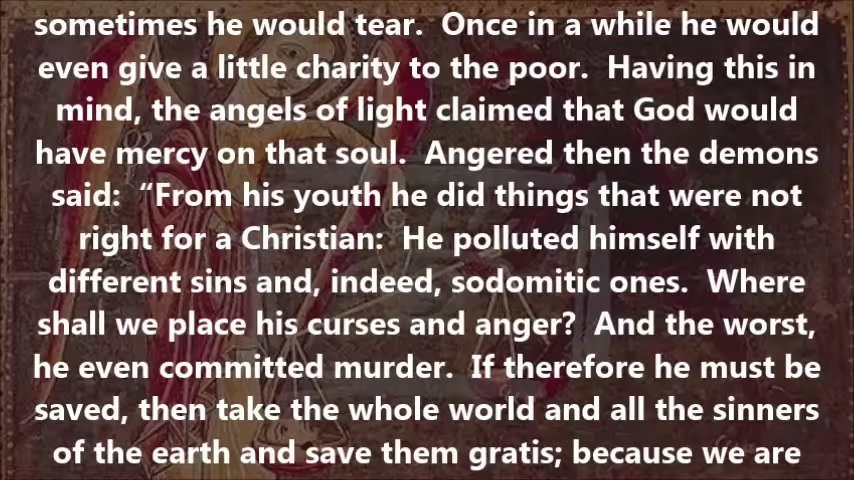 sometimes he would tear.  Once in a while he would
even give a little charity to the poor.  Having this in
mind, the angels of light claimed that God would
have mercy on that soul.  Angered then the demons
said:  “From his youth he did things that were not
right for a Christian:  He polluted himself with
different sins and, indeed, sodomitic ones.  Where
shall we place his curses and anger?  And the worst,
he even committed murder.  If therefore he must be
saved, then take the whole world and all the sinners
of the earth and save them gratis; because we are